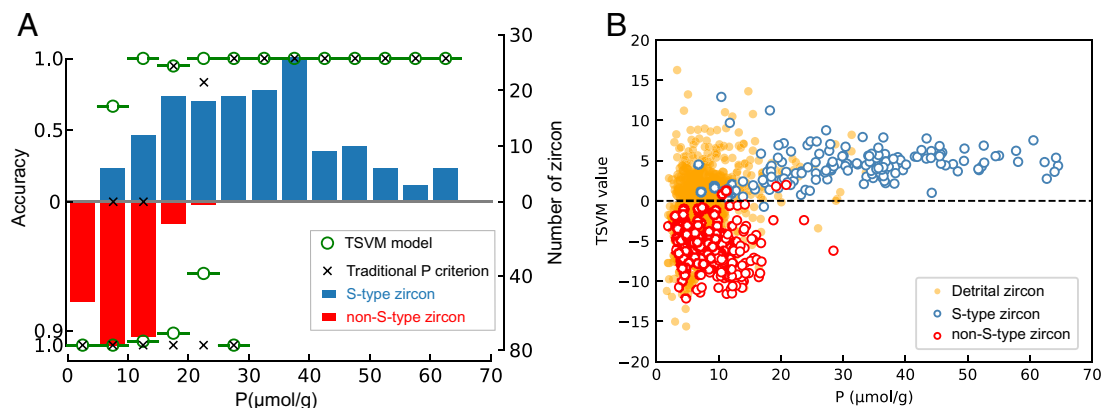 A
1.0
0.5
0
0.9
1.0
Accuracy
30
20
10
0
40
80
Number of zircon
TSVM model
Traditional P criterion
S-type zircon
non-S-type zircon
0 10 20 30 40 50 60 70
P(μmol/g)
B
20
15
10
5
0
−5
−10
−15
−20
TSVM value
Detrital zircon
S-type zircon
non-S-type zircon
0 10 20 30 40 50 60 70
P (μmol/g)